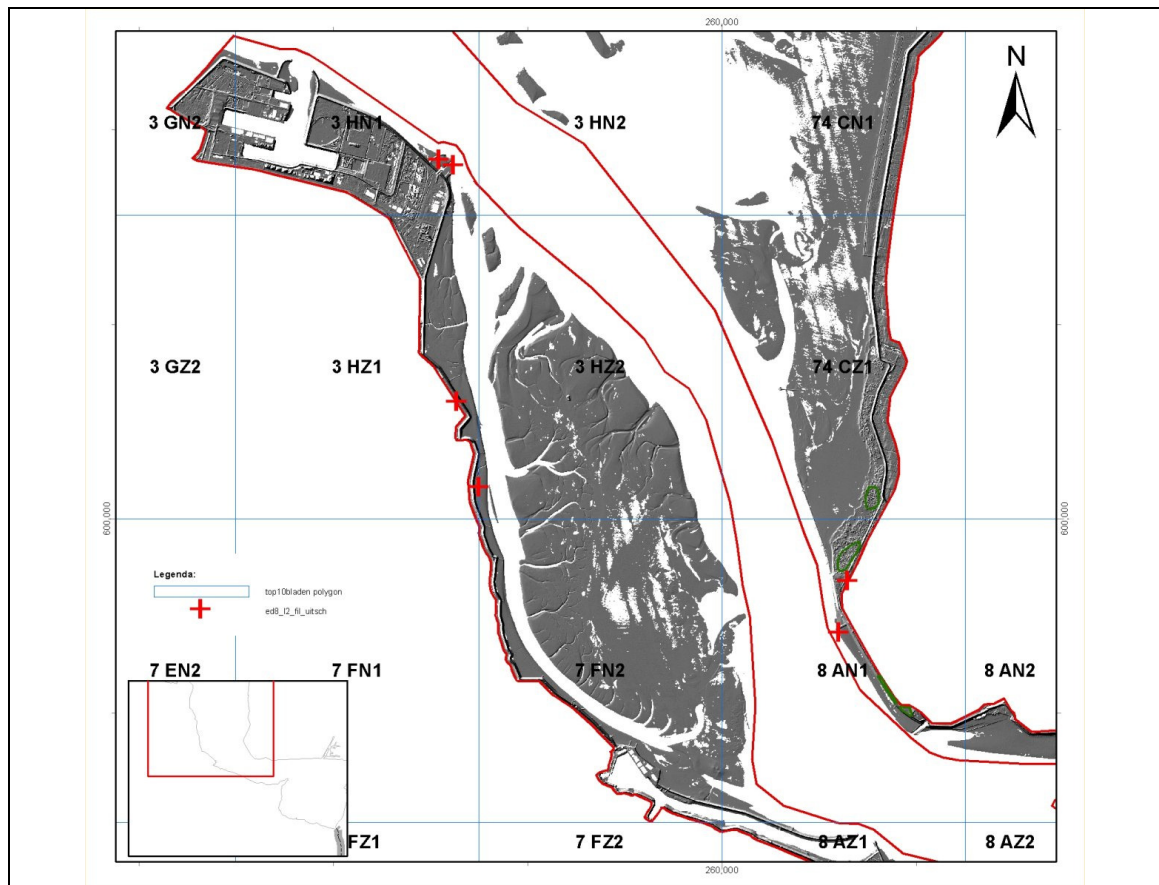 260,000
N
3 GN2
3 HN1
3 HN2
74 CN1
3 GZ2
3 HZ1
3 HZ2
74 CZ1
600,000
600,000
Legenda:
top10bladen polygon
ed8_l2_fil_uitsch
7 EN2
7 FN1
7 FN2
8 AN1
8 AN2
FZ1
7 FZ2
8 AZ1
8 AZ2
260,000